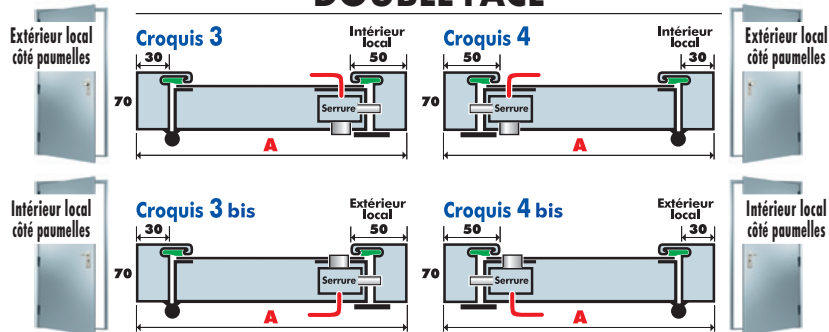 DOUBLE FACE
Extérieur local
côté paumelles
Croquis 3
Intérieur
local
30
50
70
Serrure
A
Croquis 4
Intérieur
local
50
30
70
Serrure
A
Extérieur local
côté paumelles
Intérieur local
côté paumelles
Croquis 3 bis
Extérieur
local
30
50
70
Serrure
A
Croquis 4 bis
Extérieur
local
50
30
70
Serrure
A
Intérieur local
côté paumelles